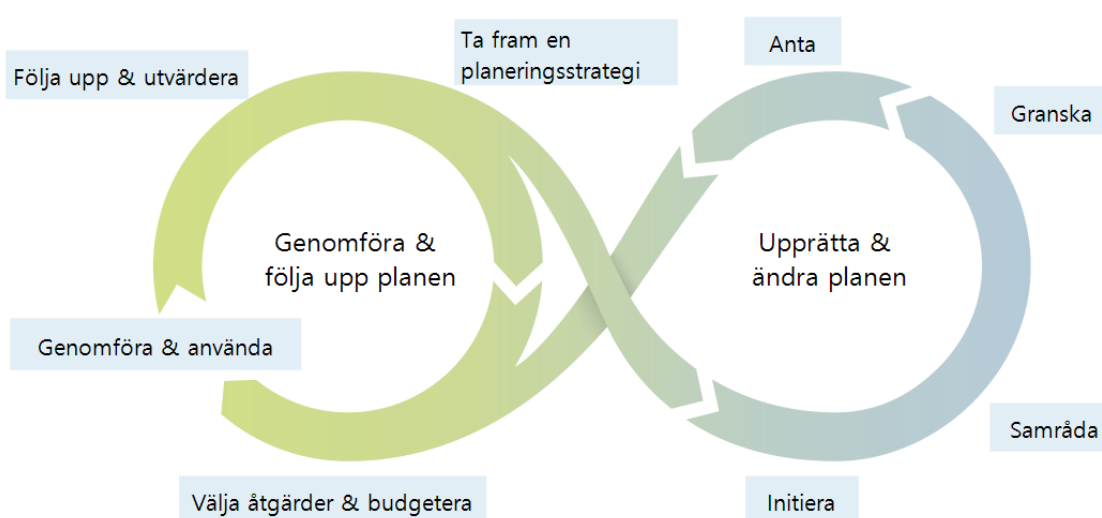 Ta fram en
planeringsstrategi
Anta
Följa upp & utvärdera
Granska
Genomföra &
följa upp planen
Upprätta &
ändra planen
Genomföra & använda
Samråda
Välja åtgärder & budgetera
Initiera